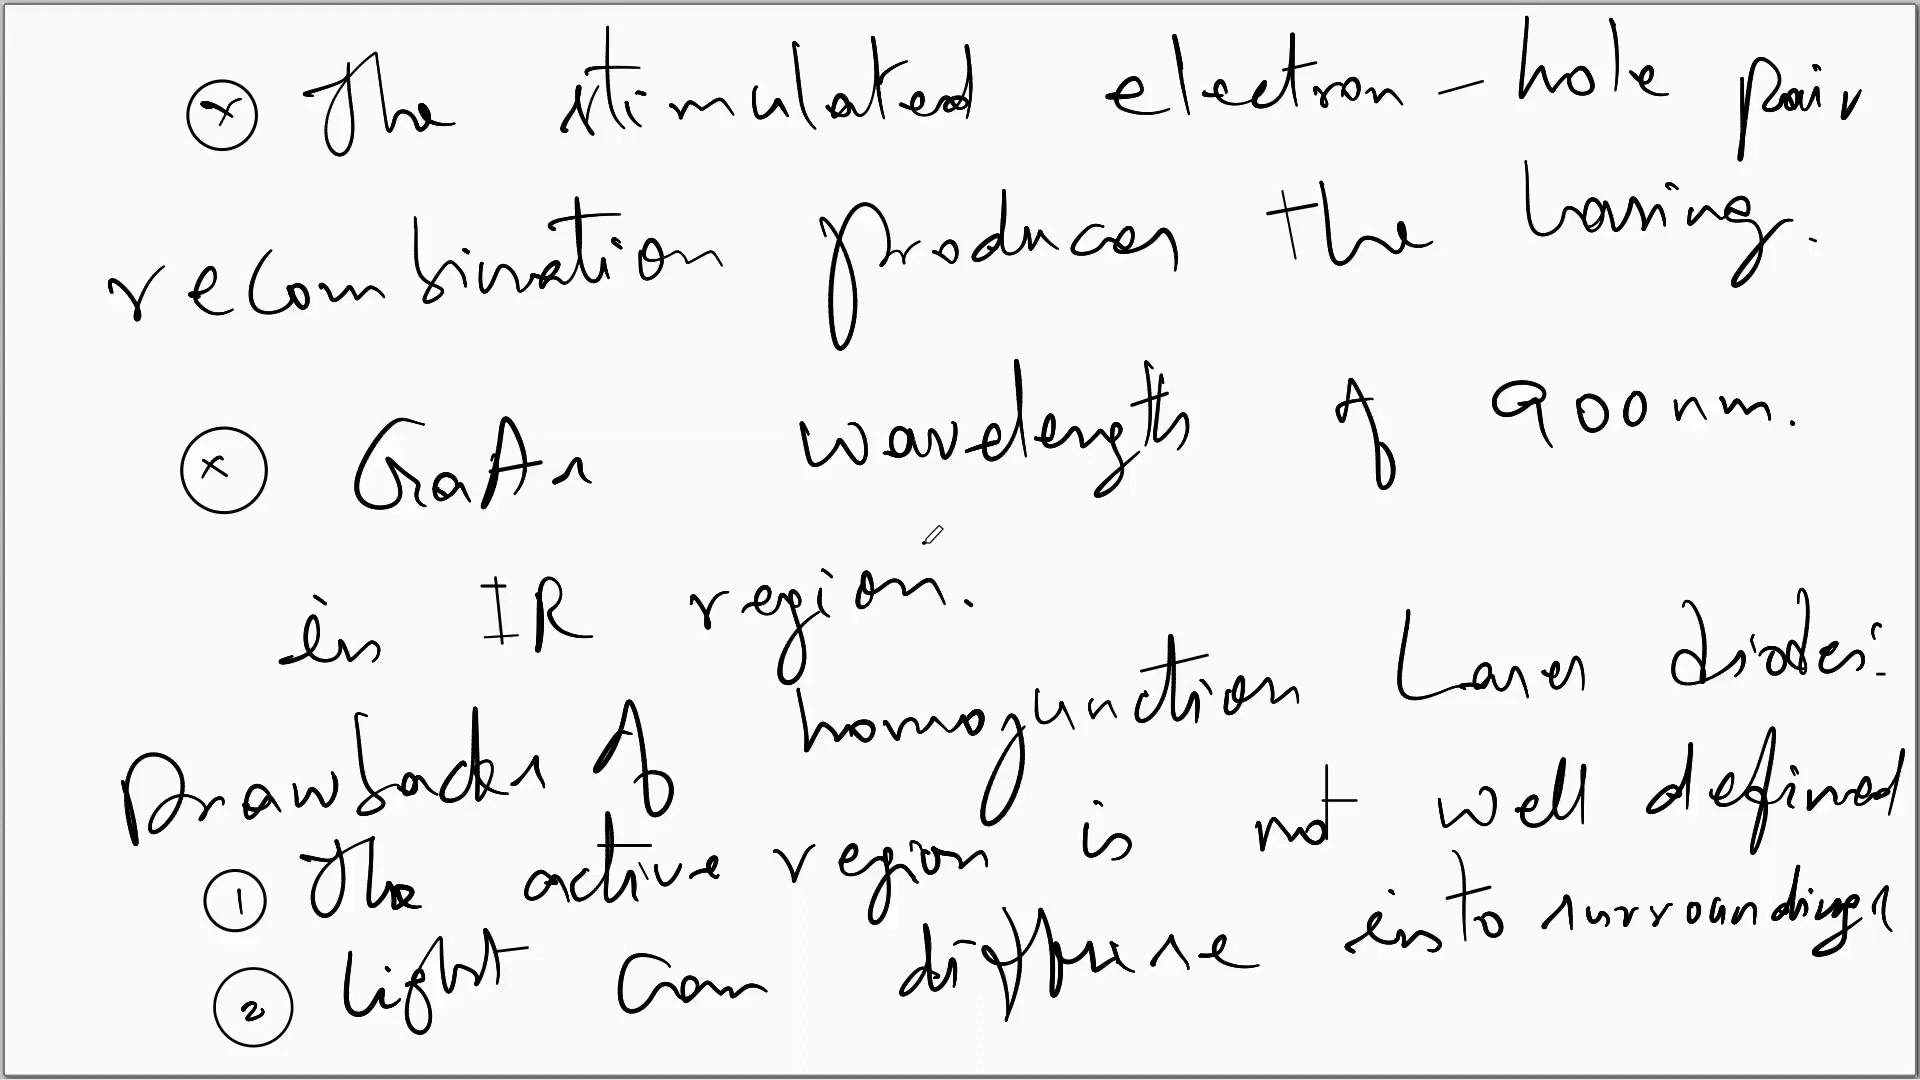 ⓧ The stimulated electron - hole pair
recombination produces the lasing.
ⓧ GaAs wavelength of 900nm.
in IR region.
Drawbacks of homojunction Laser diodes:
① The active region is not well defined
② Light can diffuse into surroundings